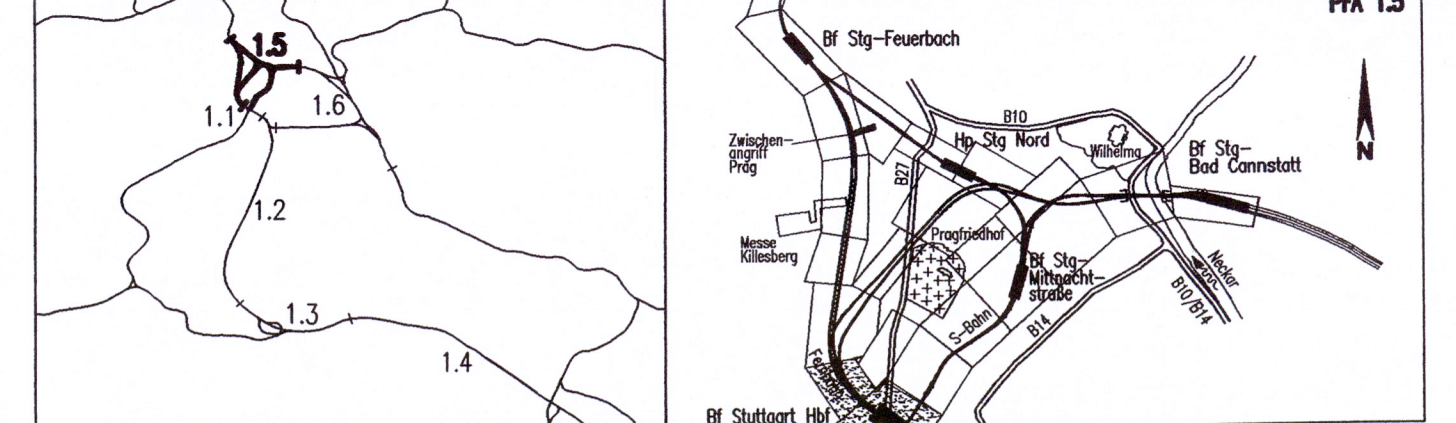 1.5
1.1
1.6
1.2
1.3
1.4
PFA 1.5
Bf Stg-Feuerbach
B10
Zwischen-
angriff
Prag
Hp Stg Nord
Wilhelma
Bf Stg-
Bad Cannstatt
N
B27
Messe
Killesberg
Pragfriedhof
Bf Stg-
Mittnacht-
straße
Neckar
B10/B14
S-Bahn
B14
Fernbahn
Bf Stuttgart Hbf